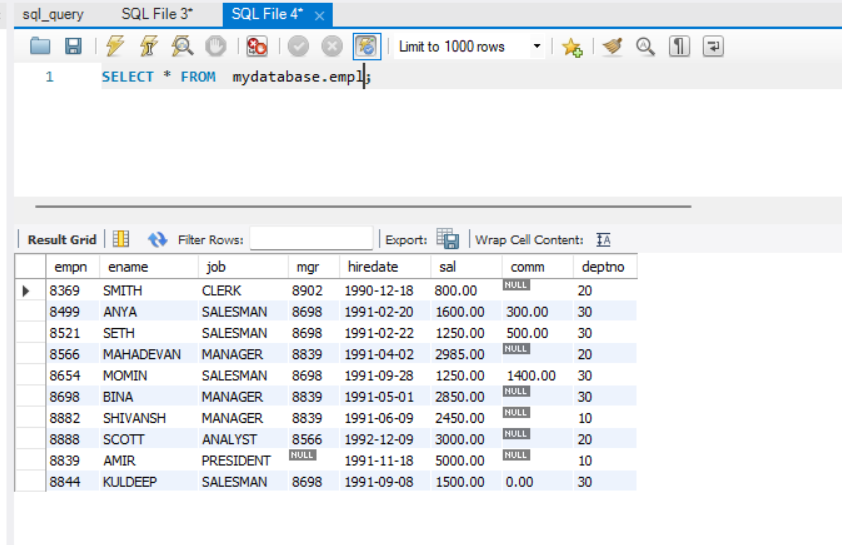 sql_query SQL File 3* SQL File 4* ×
Limit to 1000 rows
1 SELECT * FROM mydatabase.empl;
Result Grid Filter Rows: Export: Wrap Cell Content: IA
empn ename job mgr hiredate sal comm deptno
8369 SMITH CLERK 8902 1990-12-18 800.00 NULL 20
8499 ANYA SALESMAN 8698 1991-02-20 1600.00 300.00 30
8521 SETH SALESMAN 8698 1991-02-22 1250.00 500.00 30
8566 MAHADEVAN MANAGER 8839 1991-04-02 2985.00 NULL 20
8654 MOMIN SALESMAN 8698 1991-09-28 1250.00 1400.00 30
8698 BINA MANAGER 8839 1991-05-01 2850.00 NULL 30
8882 SHIVANSH MANAGER 8839 1991-06-09 2450.00 NULL 10
8888 SCOTT ANALYST 8566 1992-12-09 3000.00 NULL 20
8839 AMIR PRESIDENT NULL 1991-11-18 5000.00 NULL 10
8844 KULDEEP SALESMAN 8698 1991-09-08 1500.00 0.00 30